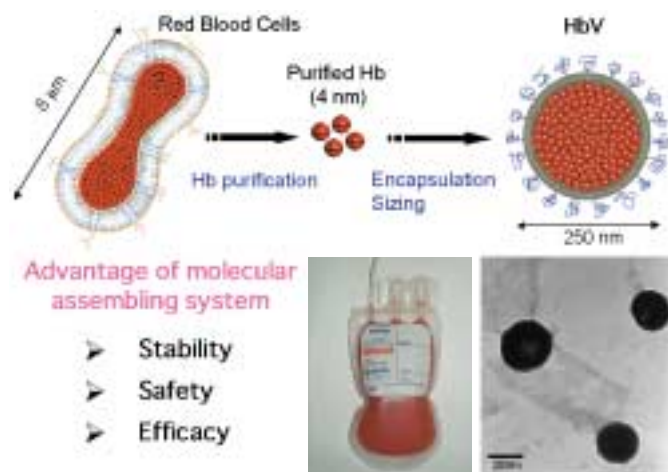 Red Blood Cells
HbV
8 μm
Purified Hb
(4 nm)
Hb purification
Encapsulation
Sizing
250 nm
Advantage of molecular
assembling system
➢ Stability
➢ Safety
➢ Efficacy